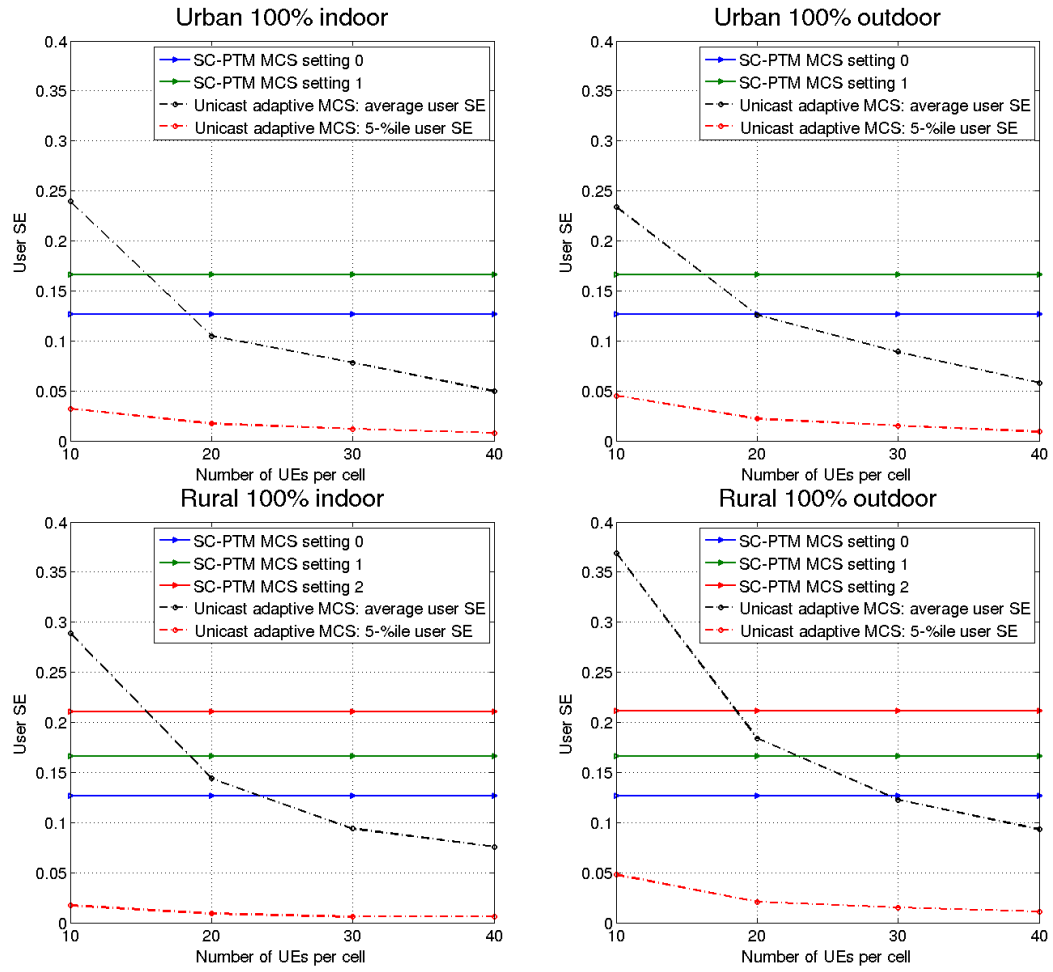 Urban 100% indoor
0.4
0.35
0.3
0.25
0.2
0.15
0.1
0.05
0
User SE
SC-PTM MCS setting 0
SC-PTM MCS setting 1
Unicast adaptive MCS: average user SE
Unicast adaptive MCS: 5-%ile user SE
10
20
30
40
Number of UEs per cell
Urban 100% outdoor
0.4
0.35
0.3
0.25
0.2
0.15
0.1
0.05
0
User SE
SC-PTM MCS setting 0
SC-PTM MCS setting 1
Unicast adaptive MCS: average user SE
Unicast adaptive MCS: 5-%ile user SE
10
20
30
40
Number of UEs per cell
Rural 100% indoor
0.4
0.35
0.3
0.25
0.2
0.15
0.1
0.05
0
User SE
SC-PTM MCS setting 0
SC-PTM MCS setting 1
SC-PTM MCS setting 2
Unicast adaptive MCS: average user SE
Unicast adaptive MCS: 5-%ile user SE
10
20
30
40
Number of UEs per cell
Rural 100% outdoor
0.4
0.35
0.3
0.25
0.2
0.15
0.1
0.05
0
User SE
SC-PTM MCS setting 0
SC-PTM MCS setting 1
SC-PTM MCS setting 2
Unicast adaptive MCS: average user SE
Unicast adaptive MCS: 5-%ile user SE
10
20
30
40
Number of UEs per cell